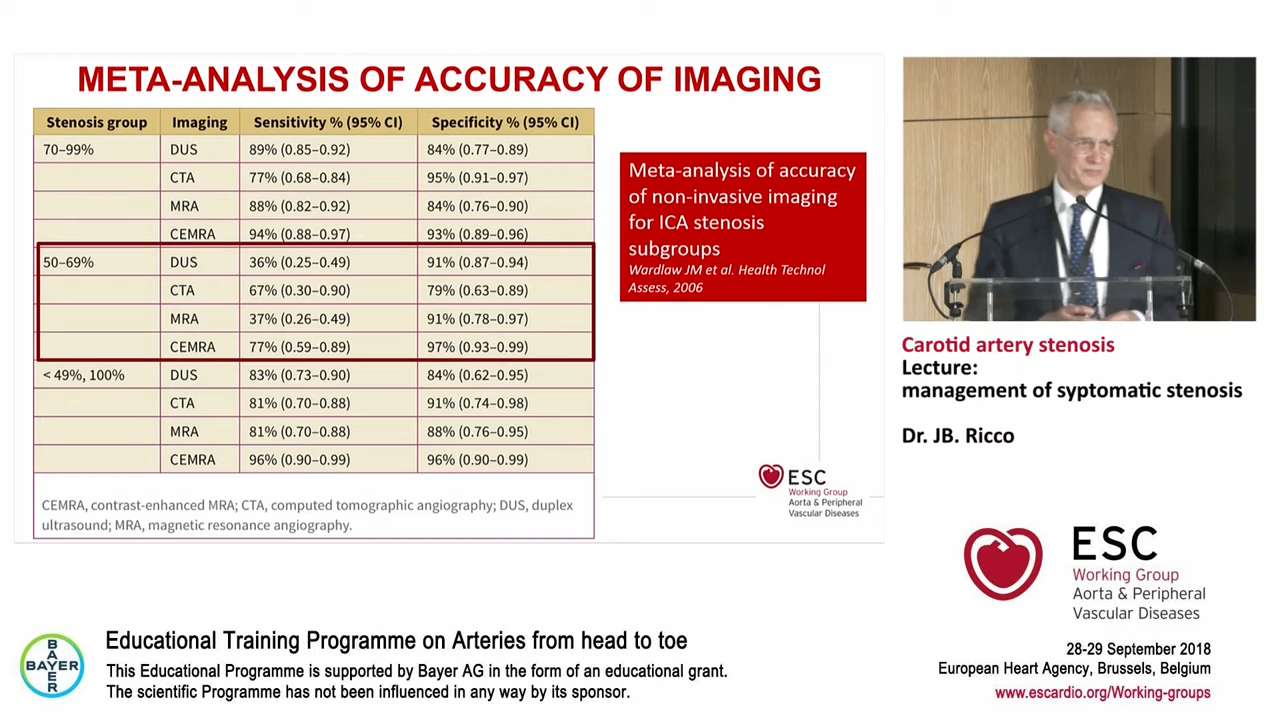 META-ANALYSIS OF ACCURACY OF IMAGING
Stenosis group Imaging Sensitivity % (95% CI) Specificity % (95% CI)
70–99% DUS 89% (0.85–0.92) 84% (0.77–0.89)
CTA 77% (0.68–0.84) 95% (0.91–0.97)
MRA 88% (0.82–0.92) 84% (0.76–0.90)
CEMRA 94% (0.88–0.97) 93% (0.89–0.96)
50–69% DUS 36% (0.25–0.49) 91% (0.87–0.94)
CTA 67% (0.30–0.90) 79% (0.63–0.89)
MRA 37% (0.26–0.49) 91% (0.78–0.97)
CEMRA 77% (0.59–0.89) 97% (0.93–0.99)
< 49%, 100% DUS 83% (0.73–0.90) 84% (0.62–0.95)
CTA 81% (0.70–0.88) 91% (0.74–0.98)
MRA 81% (0.70–0.88) 88% (0.76–0.95)
CEMRA 96% (0.90–0.99) 96% (0.90–0.99)
CEMRA, contrast-enhanced MRA; CTA, computed tomographic angiography; DUS, duplex
ultrasound; MRA, magnetic resonance angiography.
Meta-analysis of accuracy
of non-invasive imaging
for ICA stenosis
subgroups
Wardlaw JM et al. Health Technol
Assess, 2006
ESC
Working Group
Aorta & Peripheral
Vascular Diseases
Carotid artery stenosis
Lecture:
management of syptomatic stenosis
Dr. JB. Ricco
ESC
Working Group
Aorta & Peripheral
Vascular Diseases
BAYER
BAYER
Educational Training Programme on Arteries from head to toe
This Educational Programme is supported by Bayer AG in the form of an educational grant.
The scientific Programme has not been influenced in any way by its sponsor.
28-29 September 2018
European Heart Agency, Brussels, Belgium
www.escardio.org/Working-groups